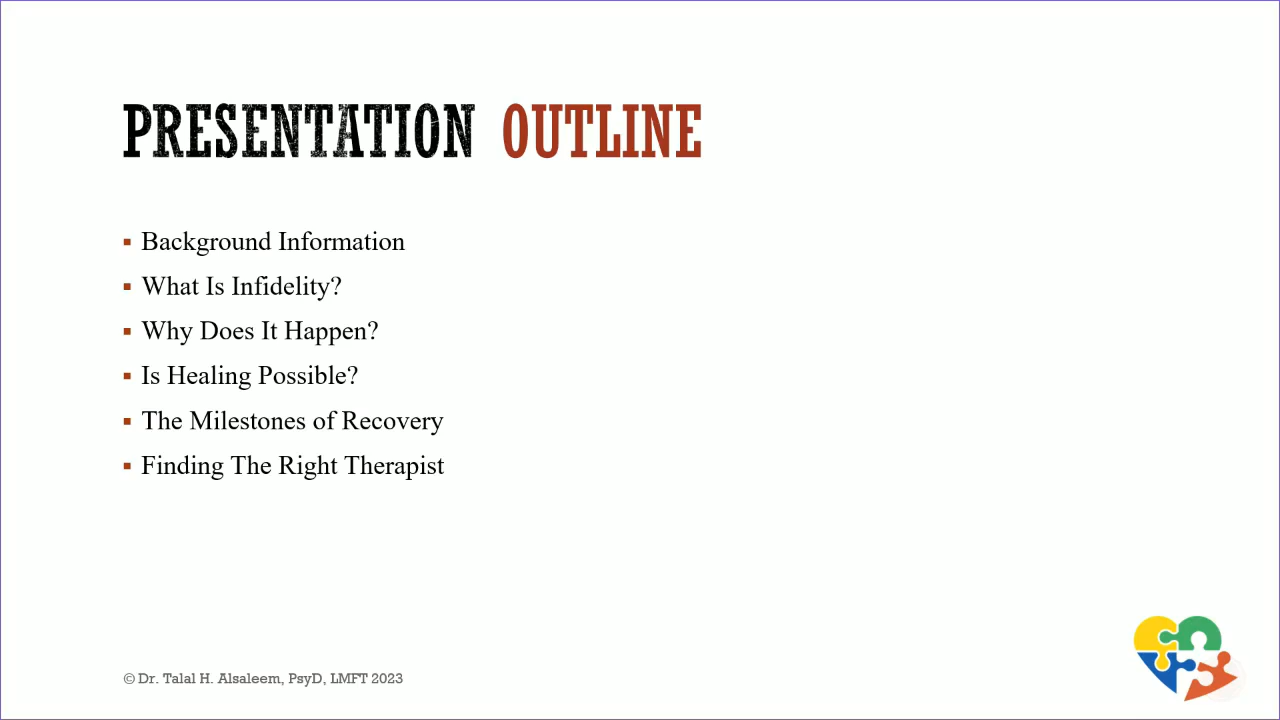 PRESENTATION OUTLINE
Background Information
What Is Infidelity?
Why Does It Happen?
Is Healing Possible?
The Milestones of Recovery
Finding The Right Therapist
© Dr. Talal H. Alsaleem, PsyD, LMFT 2023